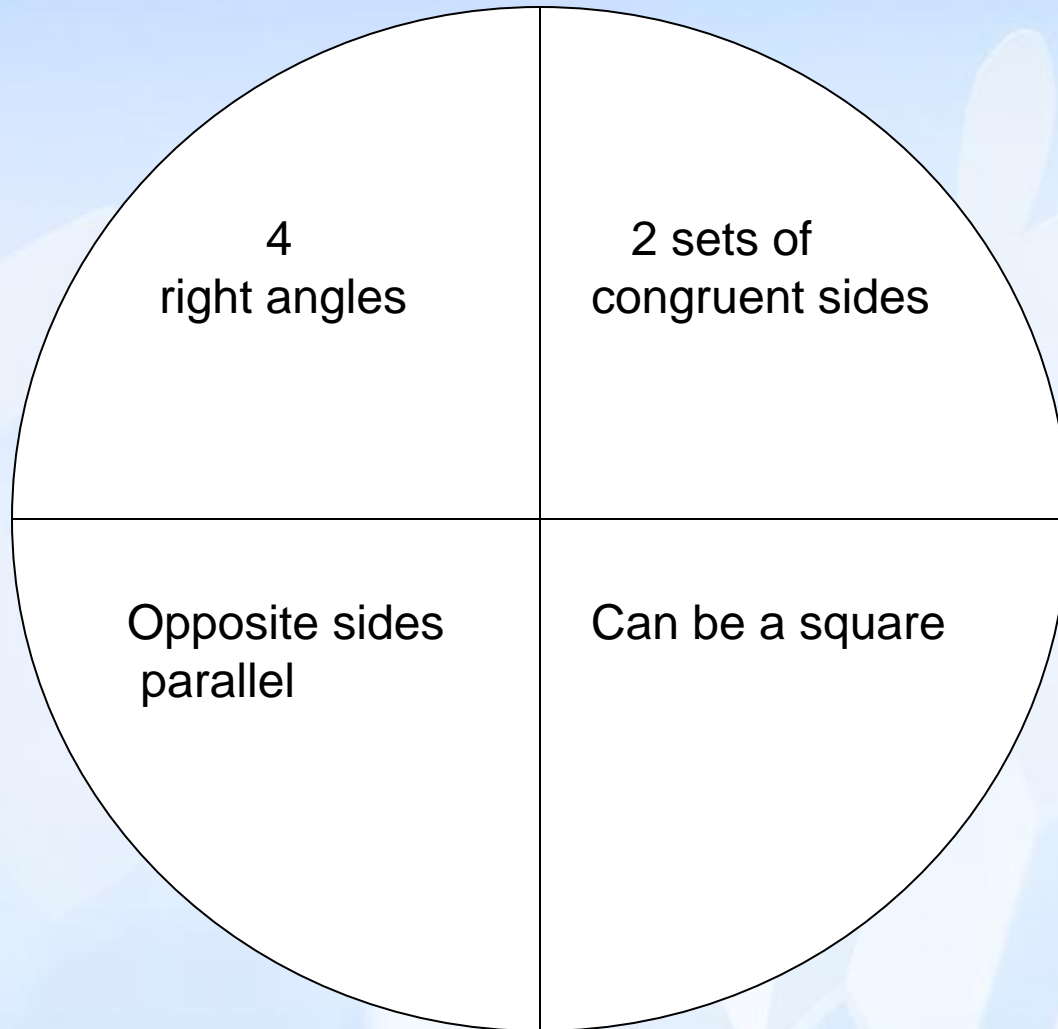 4
right angles
2 sets of
congruent sides
Opposite sides
parallel
Can be a square